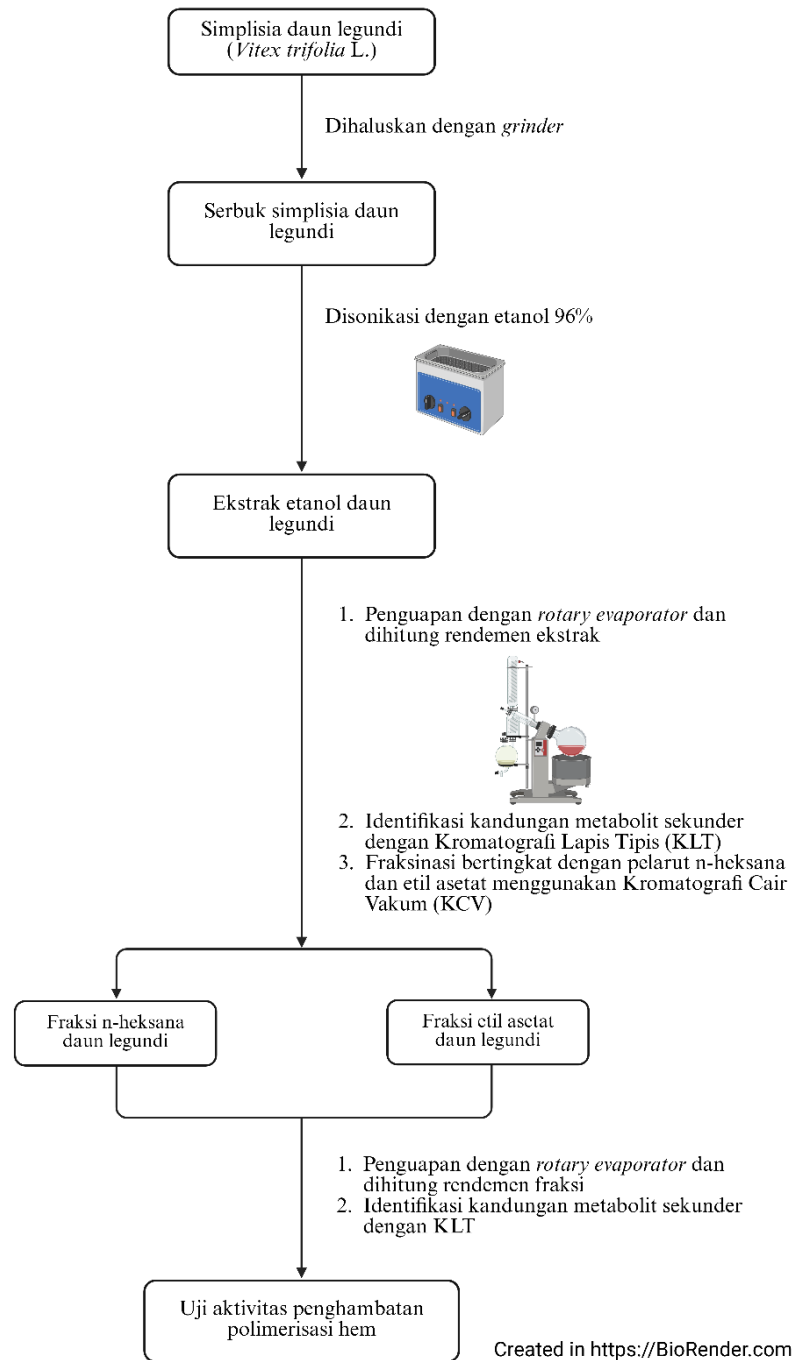 Simplisia daun legundi
(Vitex trifolia L.)
Dihaluskan dengan grinder
Serbuk simplisia daun
legundi
Disonikasi dengan etanol 96%
Ekstrak etanol daun
legundi
1. Penguapan dengan rotary evaporator dan
dihitung rendemen ekstrak
2. Identifikasi kandungan metabolit sekunder
dengan Kromatografi Lapis Tipis (KLT)
3. Fraksinasi bertingkat dengan pelarut n-heksana
dan etil asetat menggunakan Kromatografi Cair
Vakum (KCV)
Fraksi n-heksana
daun legundi
Fraksi etil asetat
daun legundi
1. Penguapan dengan rotary evaporator dan
dihitung rendemen fraksi
2. Identifikasi kandungan metabolit sekunder
dengan KLT
Uji aktivitas penghambatan
polimerisasi hem
Created in https://BioRender.com